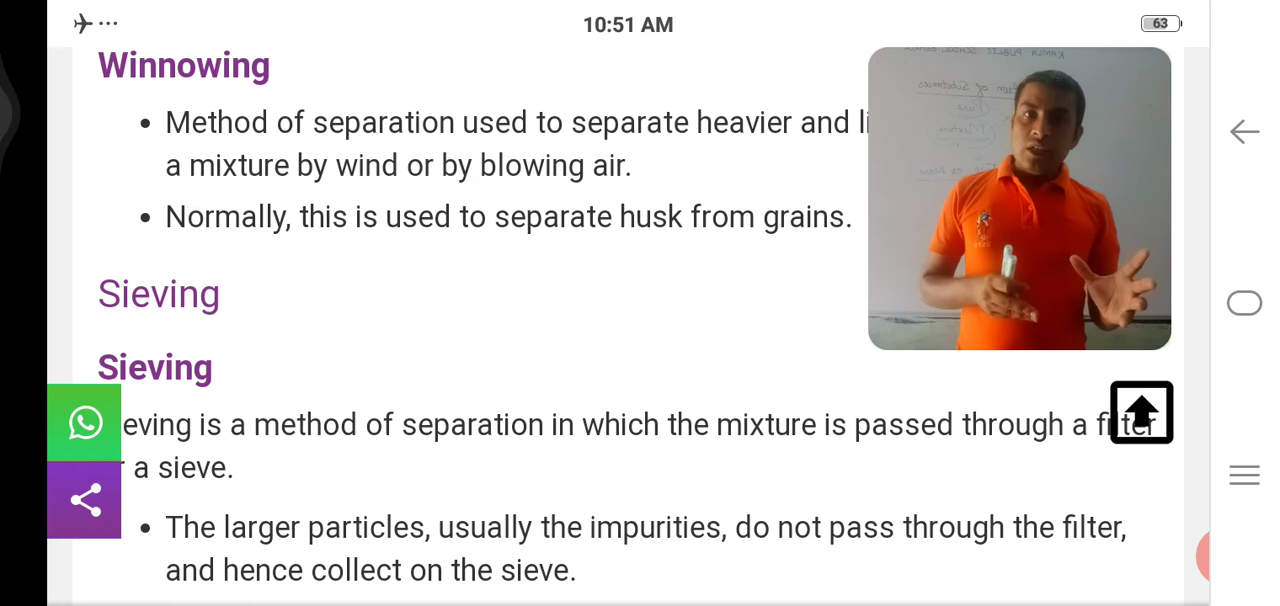 10:51 AM
63
Winnowing
• Method of separation used to separate heavier and li
a mixture by wind or by blowing air.
• Normally, this is used to separate husk from grains.
Sieving
Sieving
eving is a method of separation in which the mixture is passed through a filter
r a sieve.
• The larger particles, usually the impurities, do not pass through the filter,
and hence collect on the sieve.